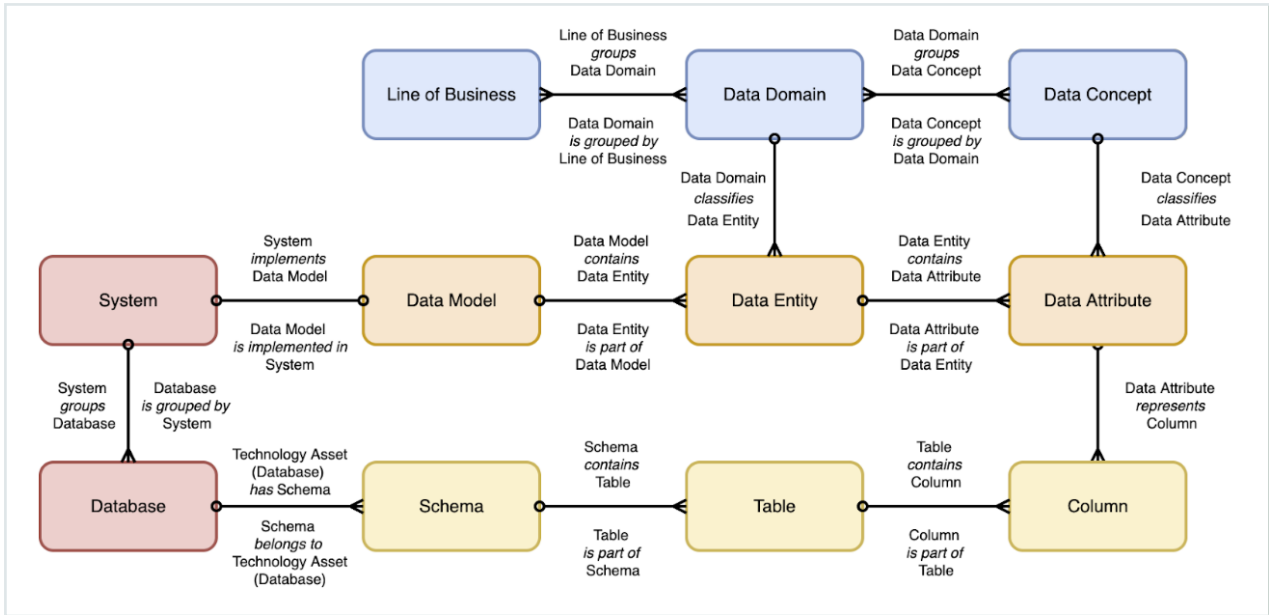 Line of Business
groups
Data Domain
Data Domain
groups
Data Concept
Line of Business
Data Domain
Data Concept
Data Domain
is grouped by
Line of Business
Data Concept
is grouped by
Data Domain
Data Domain
classifies
Data Entity
Data Concept
classifies
Data Attribute
System
implements
Data Model
Data Model
contains
Data Entity
Data Entity
contains
Data Attribute
System
Data Model
Data Entity
Data Attribute
Data Model
is implemented in
System
Data Entity
is part of
Data Model
Data Attribute
is part of
Data Entity
System
groups
Database
Database
is grouped by
System
Data Attribute
represents
Column
Technology Asset
(Database)
has Schema
Schema
contains
Table
Table
contains
Column
Database
Schema
Table
Column
Schema
belongs to
Technology Asset
(Database)
Table
is part of
Schema
Column
is part of
Table